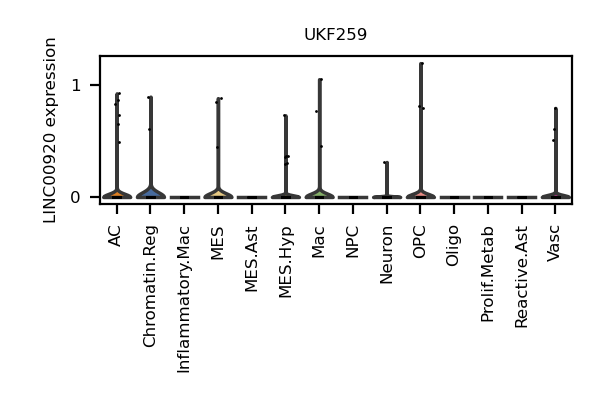 UKF259
LINC00920 expression
1
0
AC
Chromatin.Reg
Inflammatory.Mac
MES
MES.Ast
MES.Hyp
Mac
NPC
Neuron
OPC
Oligo
Prolif.Metab
Reactive.Ast
Vasc